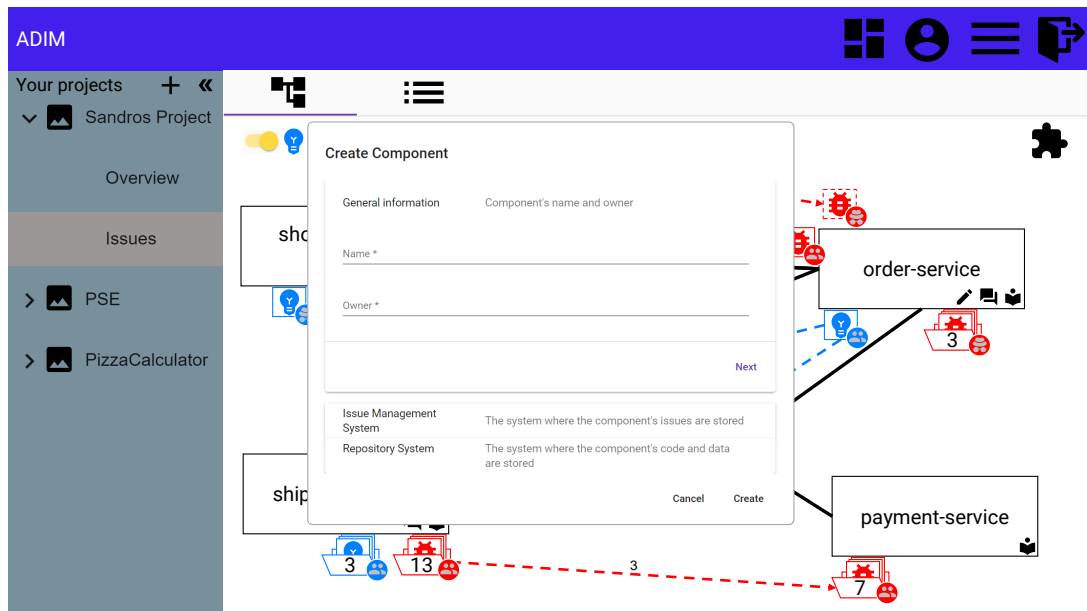 ADIM
Your projects
Sandros Project
Overview
Issues
PSE
PizzaCalculator
Create Component
General information Component's name and owner
Name *
Owner *
Next
Issue Management
System
The system where the component's issues are stored
Repository System
The system where the component's code and data
are stored
Cancel Create
sho
order-service
3
ship
payment-service
3
13
3
7